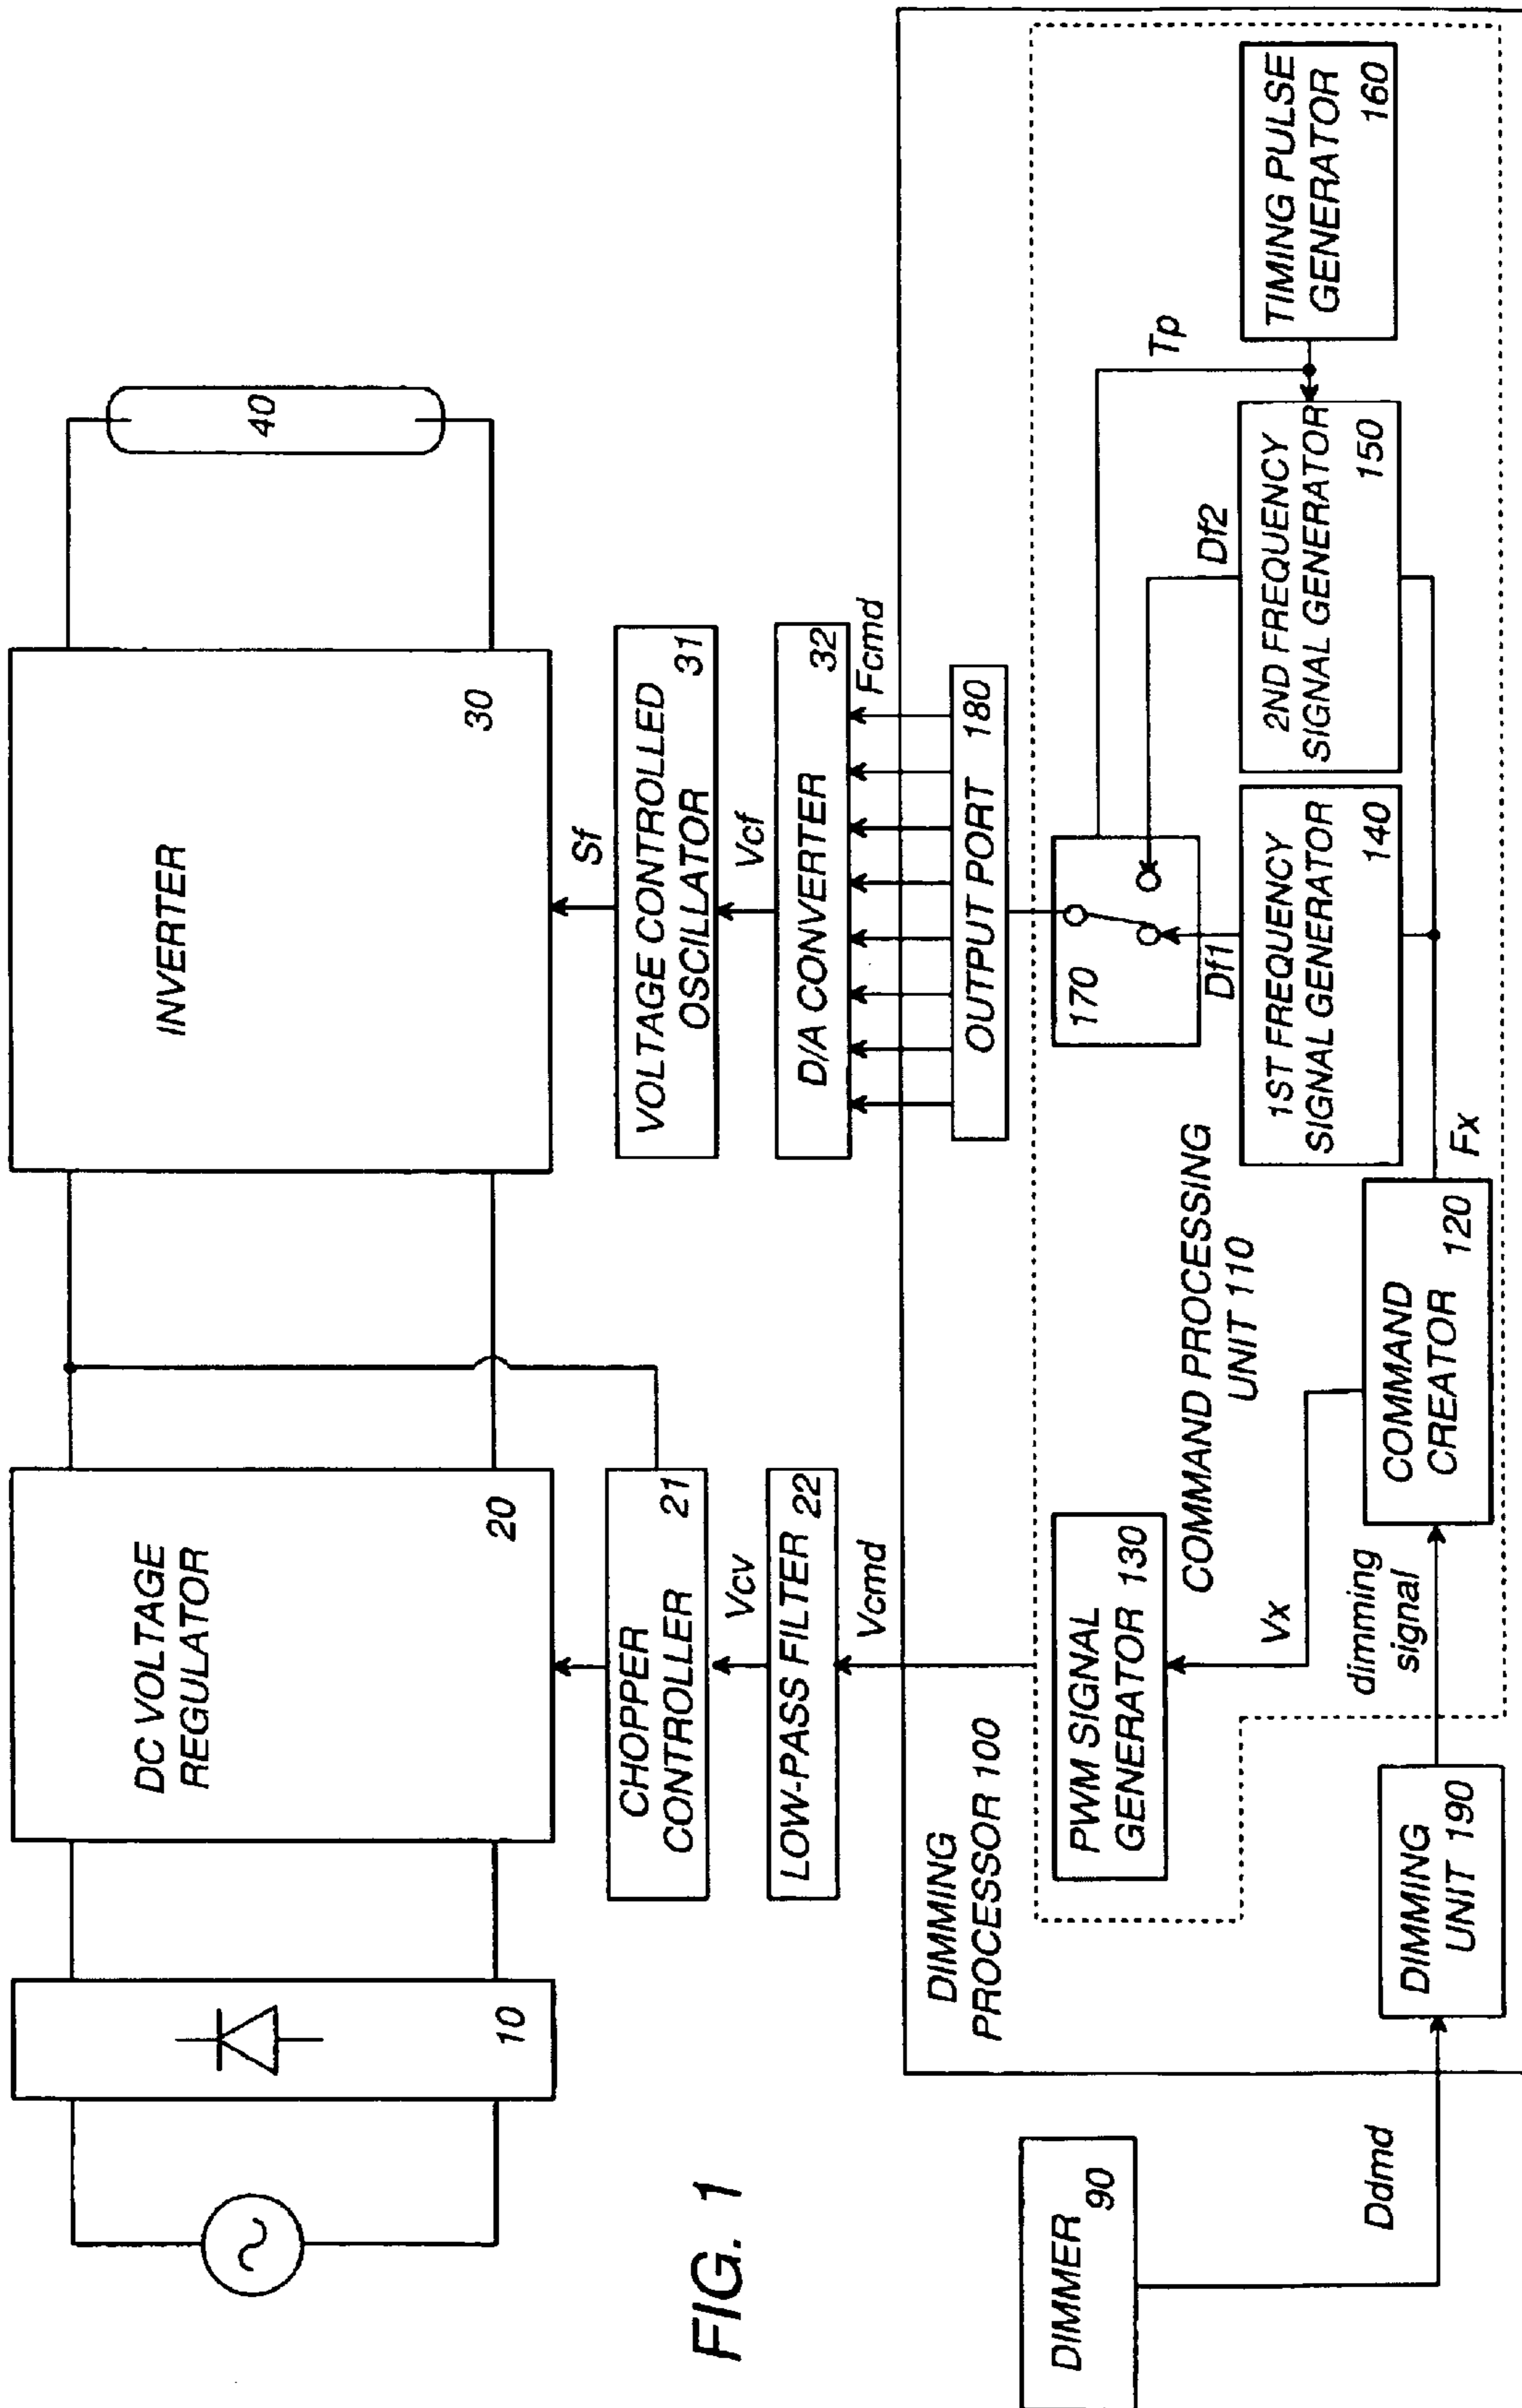 DC VOLTAGE
REGULATOR
20
INVERTER
30
40
10
CHOPPER
CONTROLLER
21
VOLTAGE CONTROLLED
OSCILLATOR
31
Sf
Vcv
Vcf
LOW-PASS FILTER 22
D/A CONVERTER
32
Vcmd
Fcmd
FIG. 1
DIMMING
PROCESSOR 100
OUTPUT PORT 180
PWM SIGNAL
GENERATOR 130
COMMAND PROCESSING
UNIT 110
170
Df1
Df2
Tp
Vx
1ST FREQUENCY
SIGNAL GENERATOR
140
2ND FREQUENCY
SIGNAL GENERATOR
150
TIMING PULSE
GENERATOR
160
DIMMER
90
Ddmd
DIMMING
UNIT 190
dimming
signal
COMMAND
CREATOR
120
Fx